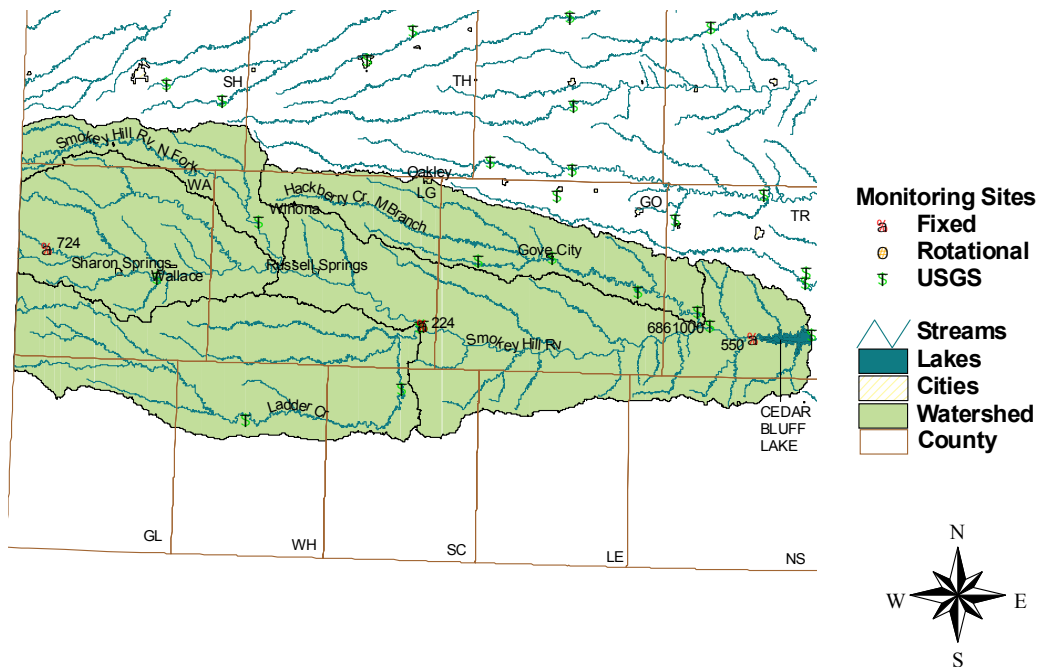 SH
TH
Smokey Hill Rv N Fork
Oakley
WA
LG
Hackberry Cr M Branch
GO
TR
Winona
724
Gove City
Sharon Springs
Wallace
Russell Springs
224
6861006
550
Smokey Hill Rv
Ladder Cr
CEDAR
BLUFF
LAKE
GL
WH
SC
LE
NS
Monitoring Sites
Fixed
Rotational
USGS
Streams
Lakes
Cities
Watershed
County
N
W
E
S